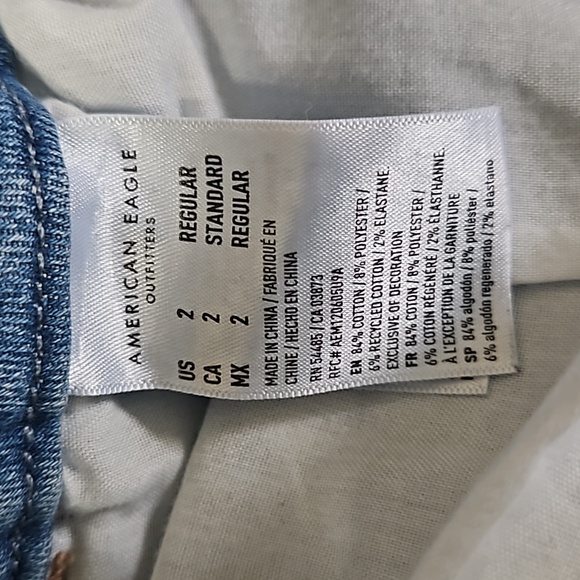 AMERICAN EAGLE
OUTFITTERS
US 2 REGULAR
CA 2 STANDARD
MX 2 REGULAR
MADE IN CHINA / FABRIQUÉ EN
CHINE / HECHO EN CHINA
RN 54485 / CA 03873
RFC# AEM120605U9A
EN 84% COTTON / 8% POLYESTER /
6% RECYCLED COTTON / 2% ELASTANE.
EXCLUSIVE OF DECORATION
FR 84% COTON / 8% POLYESTER /
6% COTON RÉGÉNÉRÉ / 2% ÉLASTHANNE.
À L'EXCEPTION DE LA GARNITURE
SP 84% algodón / 8% poliéster /
6% algodón regenerado / 2% elastano